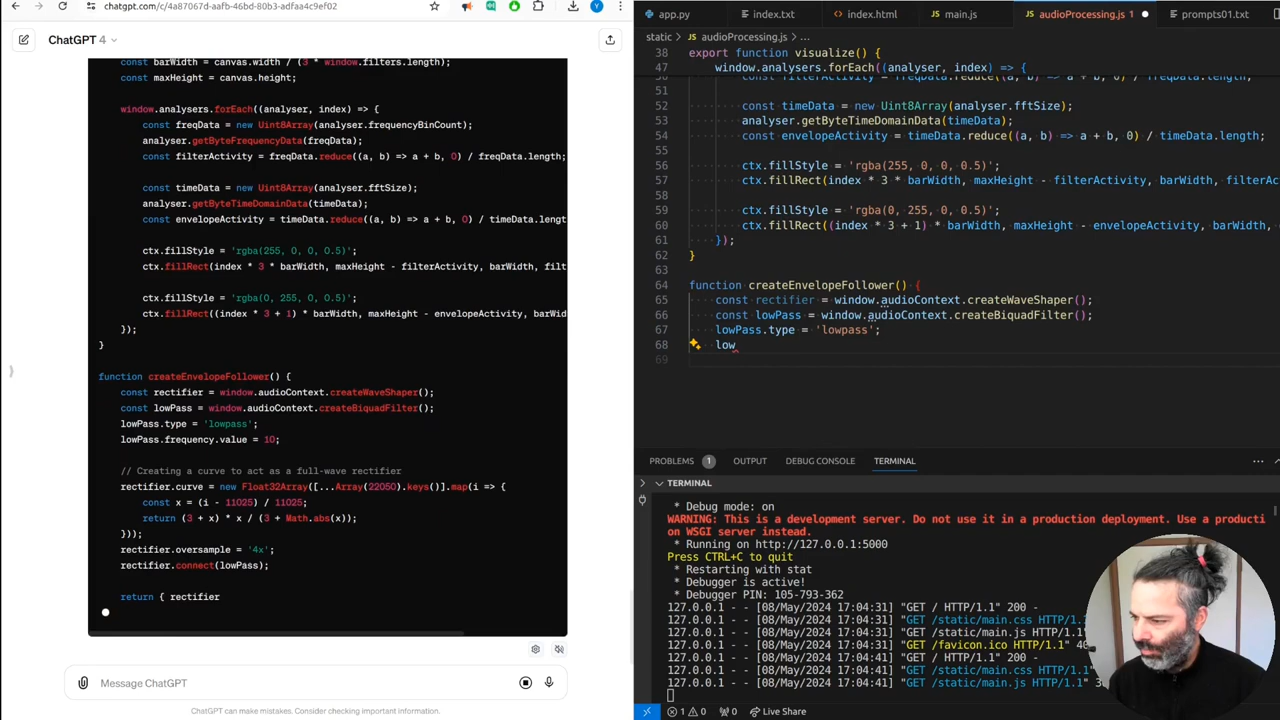 chatgpt.com/c/4a87067d-aafb-46bd-80b3-adfaa4c9ef02
ChatGPT 4
const barWidth = canvas.width / (3 * window.filters.length);
const maxHeight = canvas.height;
window.analysers.forEach((analyser, index) => {
const freqData = new Uint8Array(analyser.frequencyBinCount);
analyser.getByteFrequencyData(freqData);
const filterActivity = freqData.reduce((a, b) => a + b, 0) / freqData.length;
const timeData = new Uint8Array(analyser.fftSize);
analyser.getByteTimeDomainData(timeData);
const envelopeActivity = timeData.reduce((a, b) => a + b, 0) / timeData.lengt
ctx.fillStyle = 'rgba(255, 0, 0, 0.5)';
ctx.fillRect(index * 3 * barWidth, maxHeight - filterActivity, barWidth, filt
ctx.fillStyle = 'rgba(0, 255, 0, 0.5)';
ctx.fillRect((index * 3 + 1) * barWidth, maxHeight - envelopeActivity, barWid
});
}
function createEnvelopeFollower() {
const rectifier = window.audioContext.createWaveShaper();
const lowPass = window.audioContext.createBiquadFilter();
lowPass.type = 'lowpass';
lowPass.frequency.value = 10;
// Creating a curve to act as a full-wave rectifier
rectifier.curve = new Float32Array([...Array(22050).keys()].map(i => {
const x = (i - 11025) / 11025;
return (3 + x) * x / (3 + Math.abs(x));
}));
rectifier.oversample = '4x';
rectifier.connect(lowPass);
return { rectifier
Message ChatGPT
ChatGPT can make mistakes. Consider checking important information.
app.py index.txt index.html main.js audioProcessing.js 1 prompts01.txt
static > audioProcessing.js > ...
38 export function visualize() {
47 window.analysers.forEach((analyser, index) => {
50 const filterActivity = freqData.reduce((a, b) => a + b, 0) / freqData.length;
51
52 const timeData = new Uint8Array(analyser.fftSize);
53 analyser.getByteTimeDomainData(timeData);
54 const envelopeActivity = timeData.reduce((a, b) => a + b, 0) / timeData.length;
55
56 ctx.fillStyle = 'rgba(255, 0, 0, 0.5)';
57 ctx.fillRect(index * 3 * barWidth, maxHeight - filterActivity, barWidth, filterAc
58
59 ctx.fillStyle = 'rgba(0, 255, 0, 0.5)';
60 ctx.fillRect((index * 3 + 1) * barWidth, maxHeight - envelopeActivity, barWidth,
61 });
62 }
63
64 function createEnvelopeFollower() {
65 const rectifier = window.audioContext.createWaveShaper();
66 const lowPass = window.audioContext.createBiquadFilter();
67 lowPass.type = 'lowpass';
68 low
69
PROBLEMS 1 OUTPUT DEBUG CONSOLE TERMINAL
TERMINAL
* Debug mode: on
WARNING: This is a development server. Do not use it in a production deployment. Use a producti
on WSGI server instead.
* Running on http://127.0.0.1:5000
Press CTRL+C to quit
* Restarting with stat
* Debugger is active!
* Debugger PIN: 105-793-362
127.0.0.1 - - [08/May/2024 17:04:31] "GET / HTTP/1.1" 200 -
127.0.0.1 - - [08/May/2024 17:04:31] "GET /static/main.css HTTP/1.
127.0.0.1 - - [08/May/2024 17:04:31] "GET /static/main.js HTTP/1.1"
127.0.0.1 - - [08/May/2024 17:04:31] "GET /favicon.ico HTTP/1.1" 40
127.0.0.1 - - [08/May/2024 17:04:41] "GET / HTTP/1.1" 200 -
127.0.0.1 - - [08/May/2024 17:04:41] "GET /static/main.css HTTP/1.1
127.0.0.1 - - [08/May/2024 17:04:41] "GET /static/main.js HTTP/1.1" 3
1 0 0 Live Share